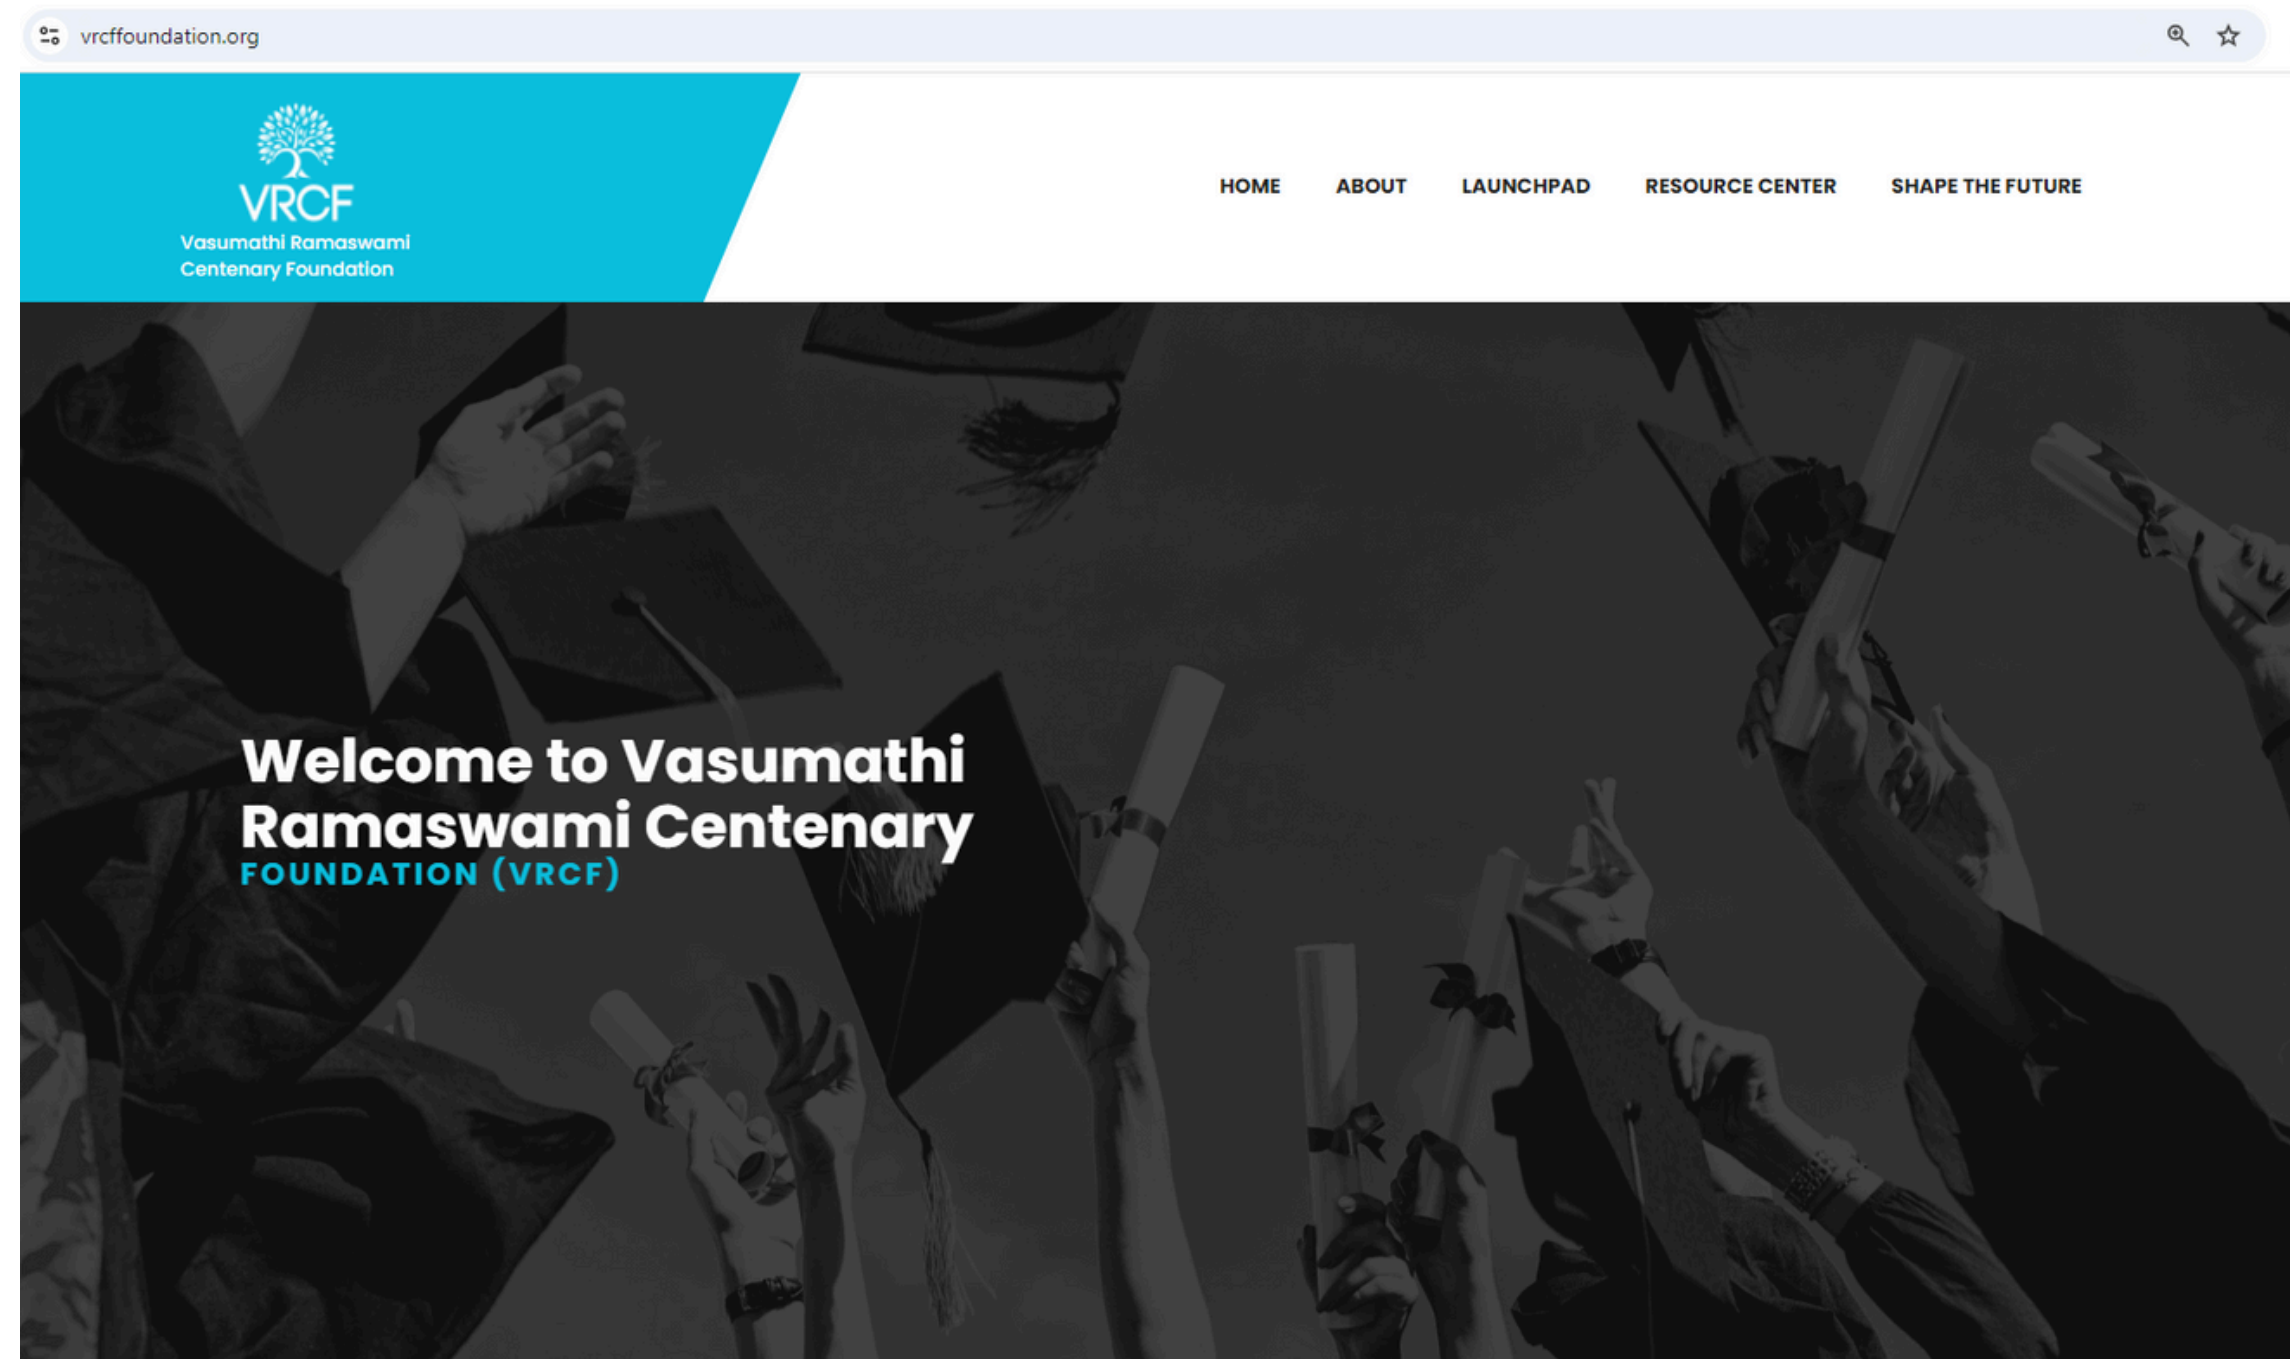 vrcffoundation.org
VRCF
Vasumathi Ramaswami
Centenary Foundation
HOME ABOUT LAUNCHPAD RESOURCE CENTER SHAPE THE FUTURE
Welcome to Vasumathi
Ramaswami Centenary
FOUNDATION (VRCF)